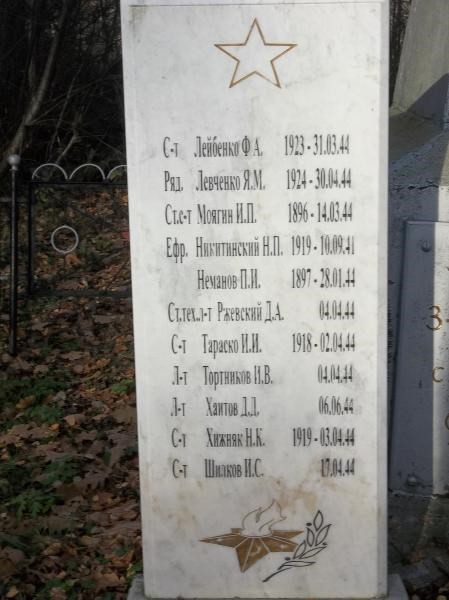 С-т Лейбенко Ф.А. 1923 - 31.03.44
Ряд. Левченко Я.М. 1924 - 30.04.44
Ст.с-т Моягин И.П. 1896 - 14.03.44
Ефр. Никитинский Н.П. 1919 - 10.09.41
Неманов П.И. 1897 - 28.01.44
Ст.тех.л-т Ржевский Д.А. 04.04.44
С-т Тараско И.И. 1918 - 02.04.44
Л-т Тортников И.В. 04.04.44
Л-т Хаитов Д.Д. 06.06.44
С-т Хижняк Н.К. 1919 - 03.04.44
С-т Шилков И.С. 17.04.44